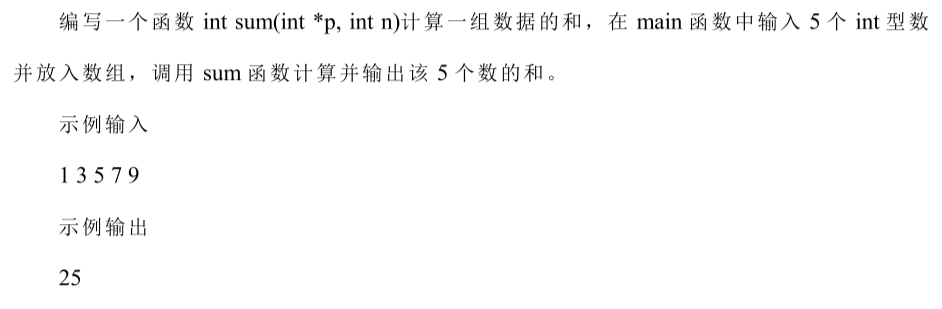 编写一个函数 int sum(int *p, int n)计算一组数据的和，在 main 函数中输入 5 个 int 型数
并放入数组，调用 sum 函数计算并输出该 5 个数的和。
示例输入
1 3 5 7 9
示例输出
25